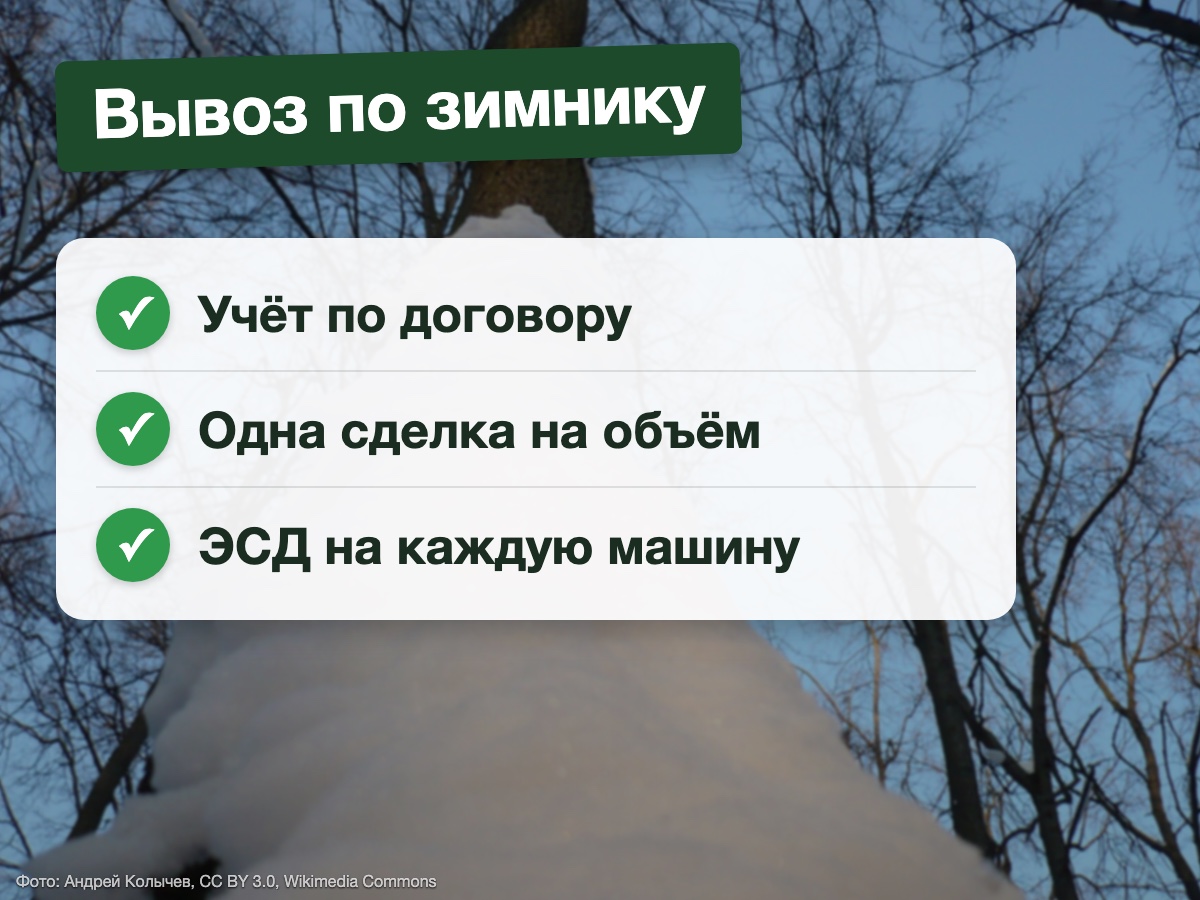 Вывоз по зимнику
Учёт по договору
Одна сделка на объём
ЭСД на каждую машину
Фото: Андрей Колычев, CC BY 3.0, Wikimedia Commons